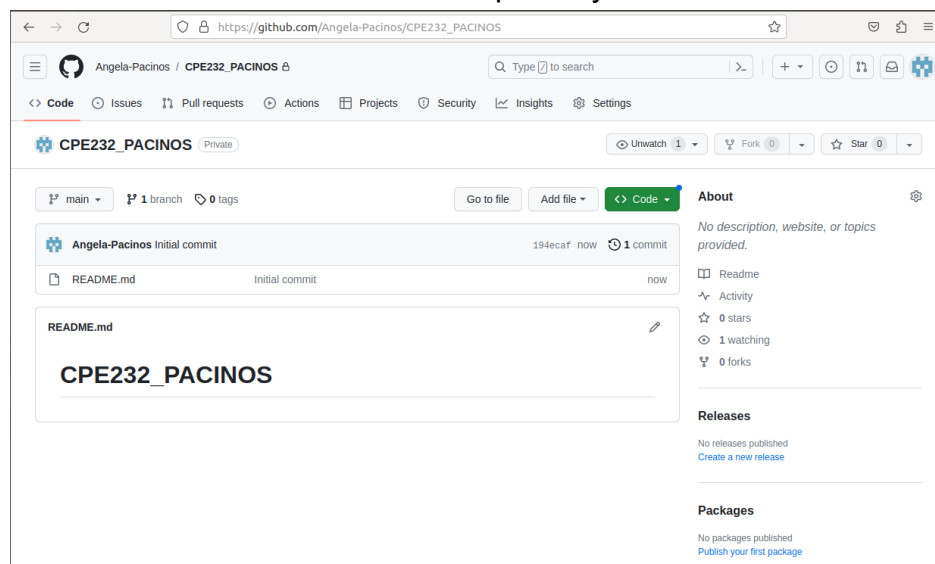 https://github.com/Angela-Pacinos/CPE232_PACINOS
Angela-Pacinos / CPE232_PACINOS
Type / to search
Code Issues Pull requests Actions Projects Security Insights Settings
CPE232_PACINOS Private
Unwatch 1 Fork 0 Star 0
main 1 branch 0 tags
Go to file Add file Code
Angela-Pacinos Initial commit 194ecaf now 1 commit
README.md Initial commit now
README.md
CPE232_PACINOS
About
No description, website, or topics
provided.
Readme
Activity
0 stars
1 watching
0 forks
Releases
No releases published
Create a new release
Packages
No packages published
Publish your first package